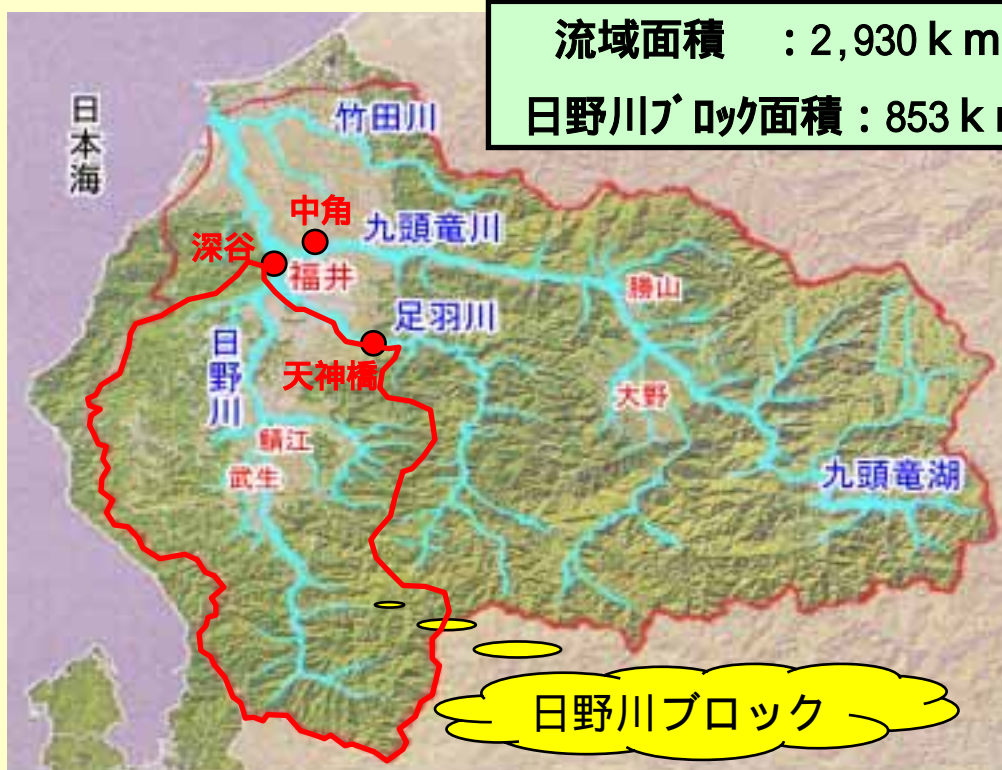 流域面積 ：2,930ｋｍ
日野川ﾌﾞﾛｯｸ面積：853ｋｍ
日本海
竹田川
中角
九頭竜川
深谷
福井
勝山
足羽川
日野川
天神橋
大野
鯖江
武生
九頭竜湖
日野川ブロック